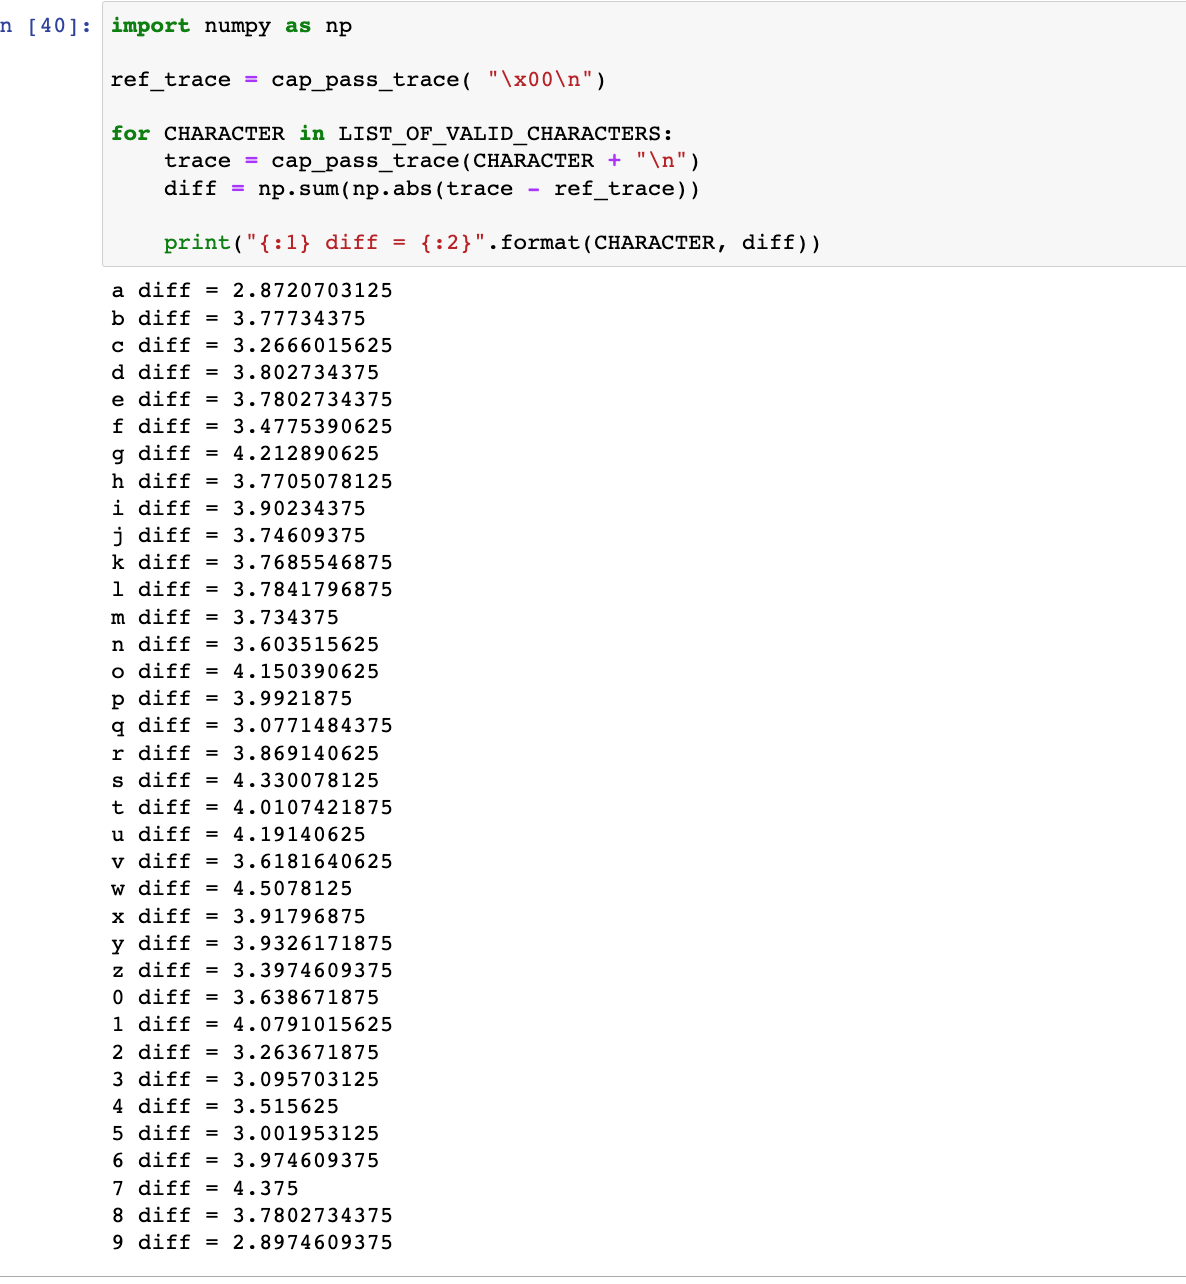 n [40]:
import numpy as np
ref_trace = cap_pass_trace( "\x00\n")
for CHARACTER in LIST_OF_VALID_CHARACTERS:
    trace = cap_pass_trace(CHARACTER + "\n")
    diff = np.sum(np.abs(trace - ref_trace))
    print("{:1} diff = {:2}".format(CHARACTER, diff))
a diff = 2.8720703125
b diff = 3.77734375
c diff = 3.2666015625
d diff = 3.802734375
e diff = 3.7802734375
f diff = 3.4775390625
g diff = 4.212890625
h diff = 3.7705078125
i diff = 3.90234375
j diff = 3.74609375
k diff = 3.7685546875
l diff = 3.7841796875
m diff = 3.734375
n diff = 3.603515625
o diff = 4.150390625
p diff = 3.9921875
q diff = 3.0771484375
r diff = 3.869140625
s diff = 4.330078125
t diff = 4.0107421875
u diff = 4.19140625
v diff = 3.6181640625
w diff = 4.5078125
x diff = 3.91796875
y diff = 3.9326171875
z diff = 3.3974609375
0 diff = 3.638671875
1 diff = 4.0791015625
2 diff = 3.263671875
3 diff = 3.095703125
4 diff = 3.515625
5 diff = 3.001953125
6 diff = 3.974609375
7 diff = 4.375
8 diff = 3.7802734375
9 diff = 2.8974609375